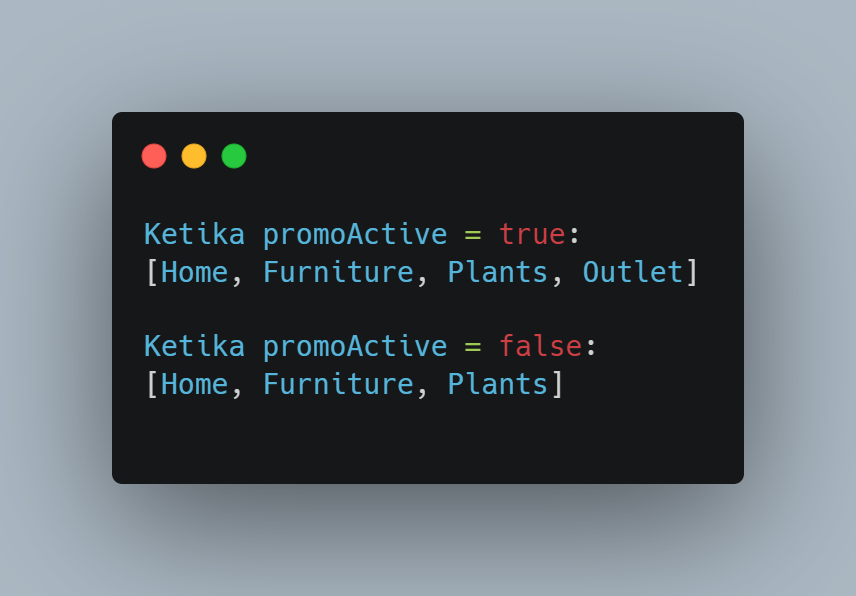 Ketika promoActive = true:
[Home, Furniture, Plants, Outlet]
Ketika promoActive = false:
[Home, Furniture, Plants]